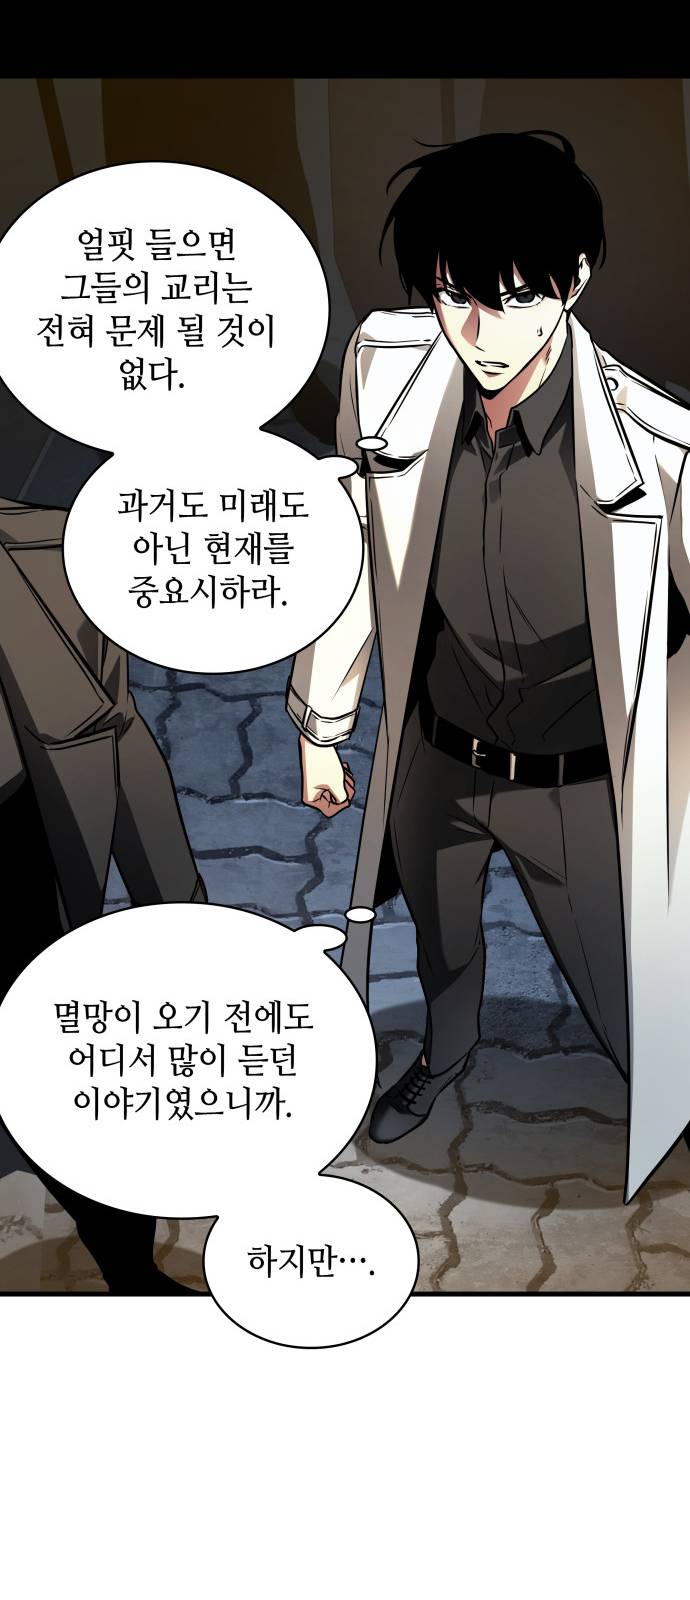 얼핏 들으면
그들의 교리는
전혀 문제 될 것이
없다.
과거도 미래도
아닌 현재를
중요시하라.
멸망이 오기 전에도
어디서 많이 듣던
이야기였으니까.
하지만….